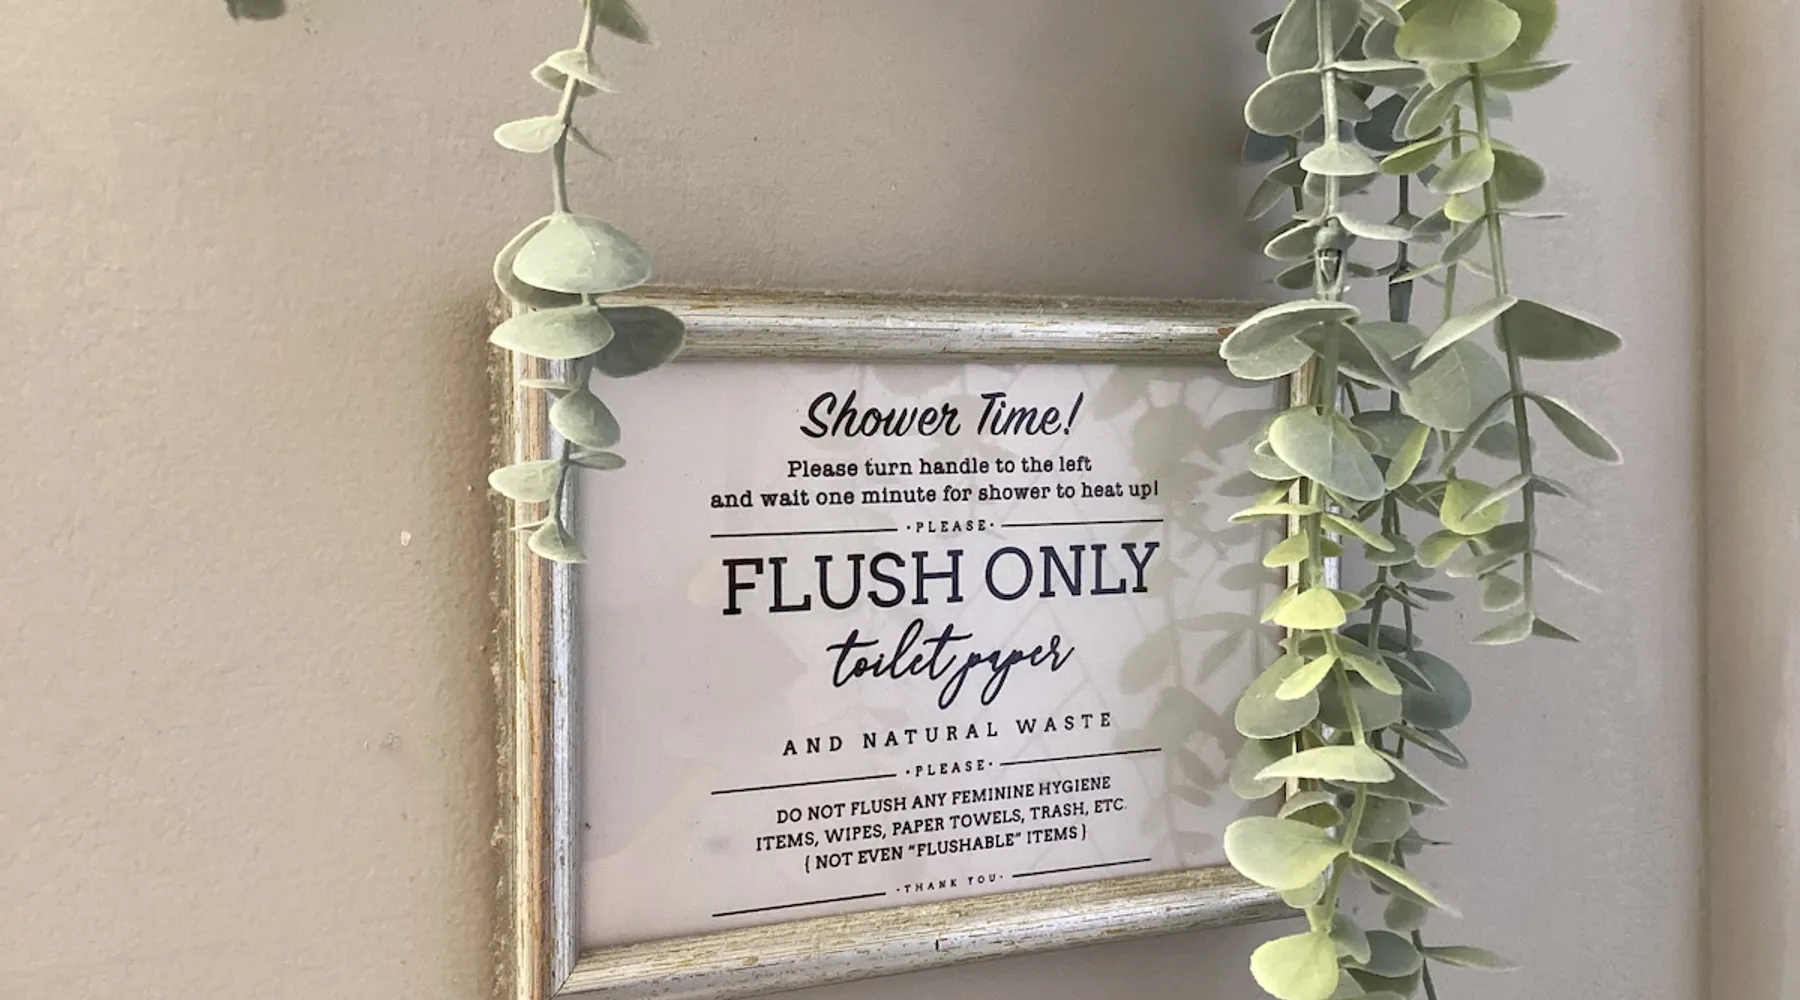 Shower Time!
Please turn handle to the left
and wait one minute for shower to heat up!
·PLEASE·
FLUSH ONLY
toilet paper
AND NATURAL WASTE
·PLEASE·
DO NOT FLUSH ANY FEMININE HYGIENE
ITEMS, WIPES, PAPER TOWELS, TRASH, ETC.
{ NOT EVEN “FLUSHABLE” ITEMS }
·THANK YOU·